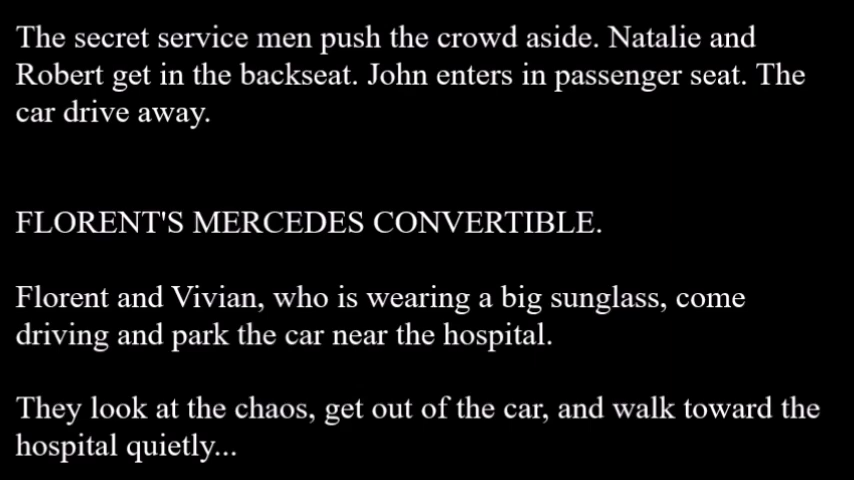 The secret service men push the crowd aside. Natalie and
Robert get in the backseat. John enters in passenger seat. The
car drive away.
FLORENT'S MERCEDES CONVERTIBLE.
Florent and Vivian, who is wearing a big sunglass, come
driving and park the car near the hospital.
They look at the chaos, get out of the car, and walk toward the
hospital quietly...